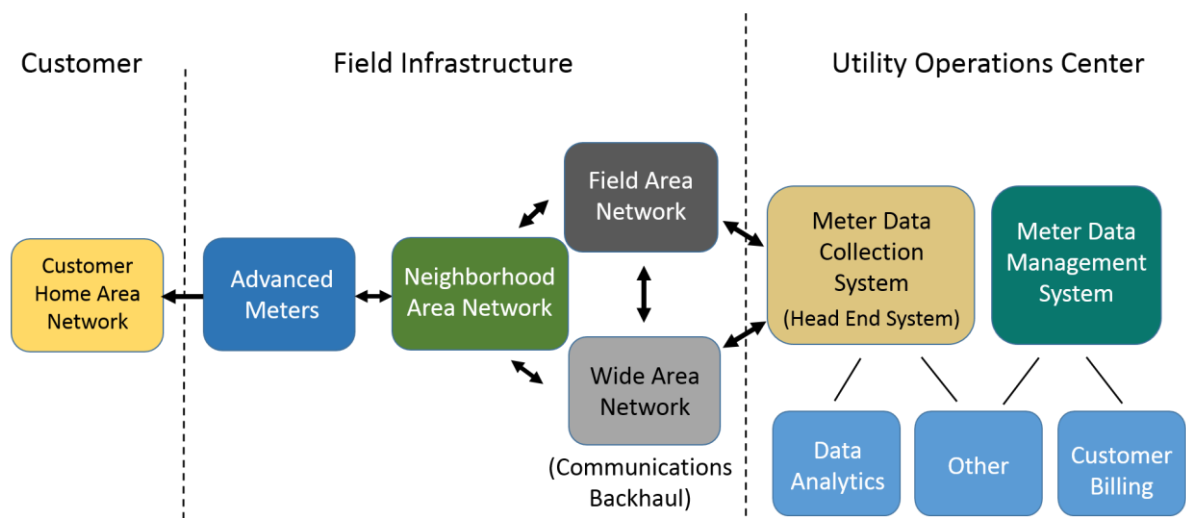 Customer
Field Infrastructure
Utility Operations Center
Customer
Home Area
Network
Advanced
Meters
Neighborhood
Area Network
Field Area
Network
Wide Area
Network
(Communications
Backhaul)
Meter Data
Collection
System
(Head End System)
Meter Data
Management
System
Data
Analytics
Other
Customer
Billing